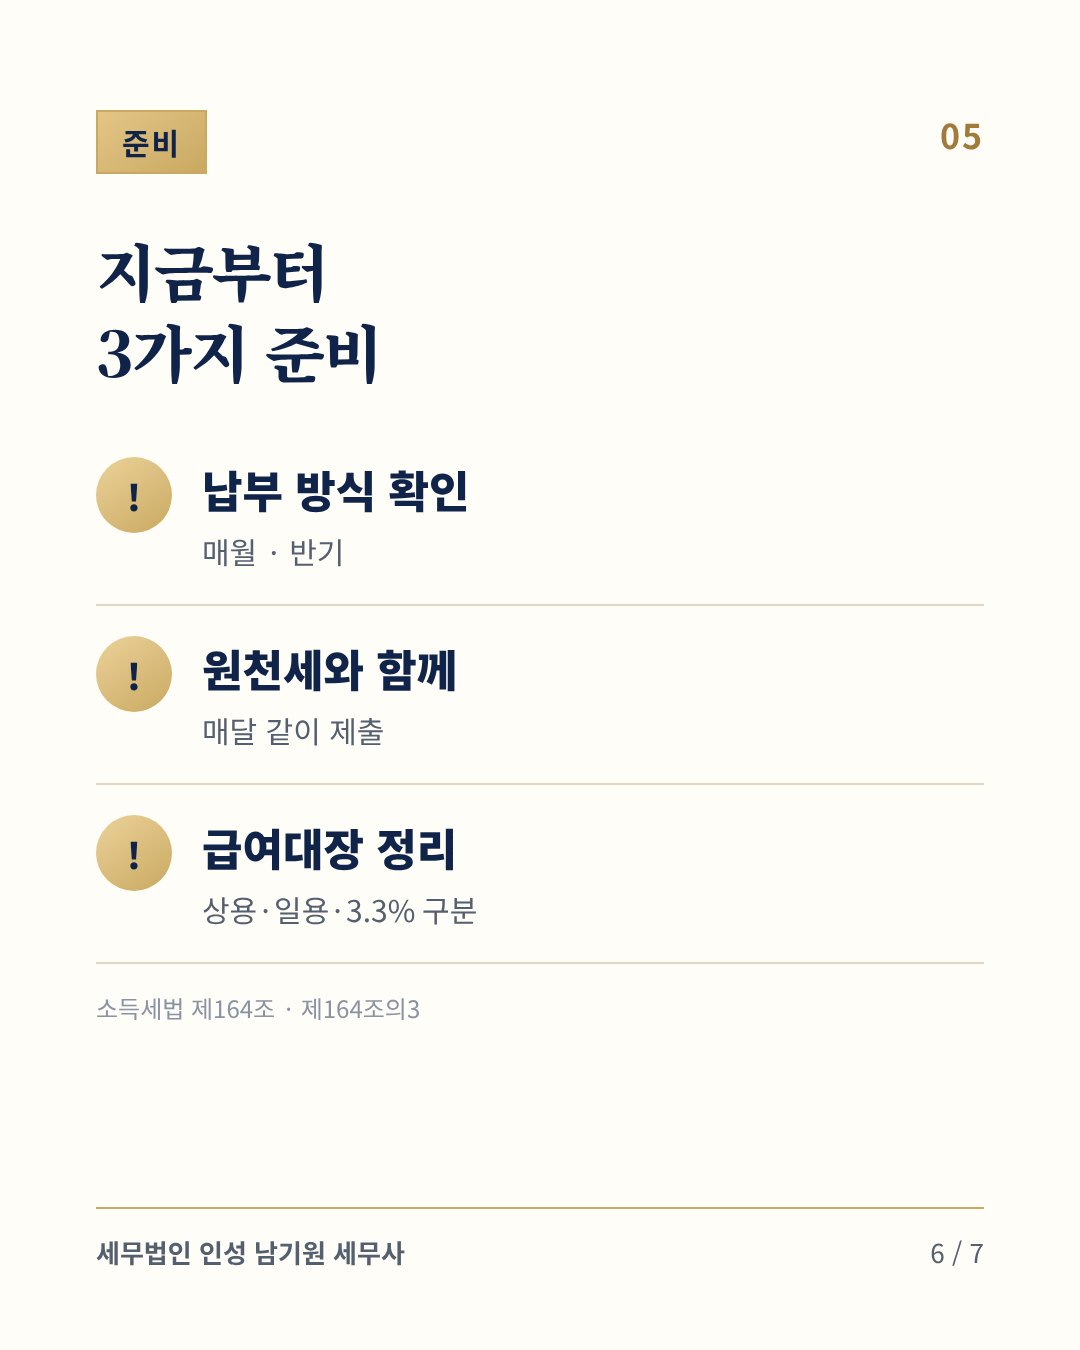 준비
05
지금부터
3가지 준비
!
납부 방식 확인
매월 · 반기
!
원천세와 함께
매달 같이 제출
!
급여대장 정리
상용·일용·3.3% 구분
소득세법 제164조 · 제164조의3
세무법인 인성 남기원 세무사
6 / 7